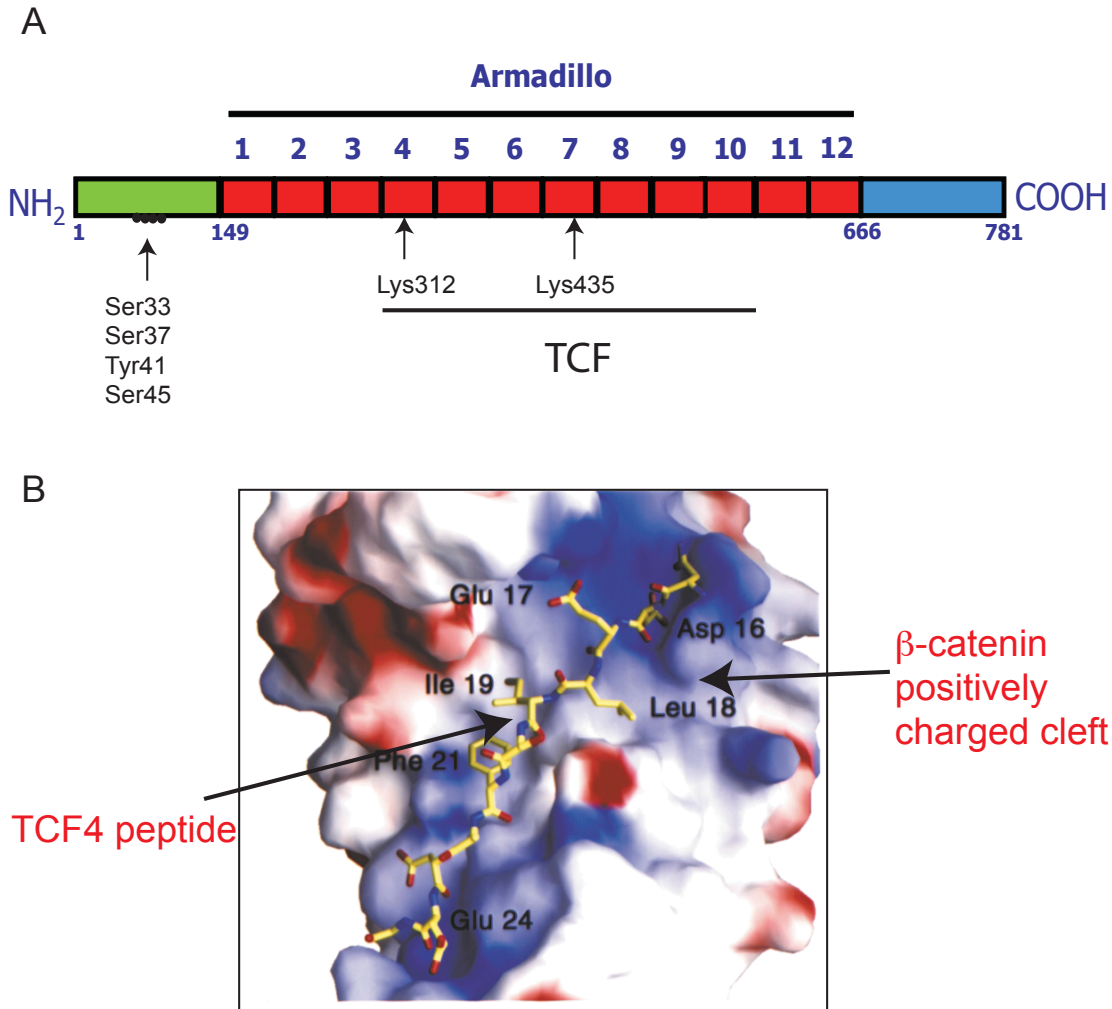 A
Armadillo
1 2 3 4 5 6 7 8 9 10 11 12
NH2 COOH
1 149 666 781
Lys312 Lys435
Ser33
Ser37
Tyr41
Ser45
TCF
B
Glu 17
Asp 16
Ile 19
Leu 18
Phe 21
Glu 24
β-catenin
positively
charged cleft
TCF4 peptide